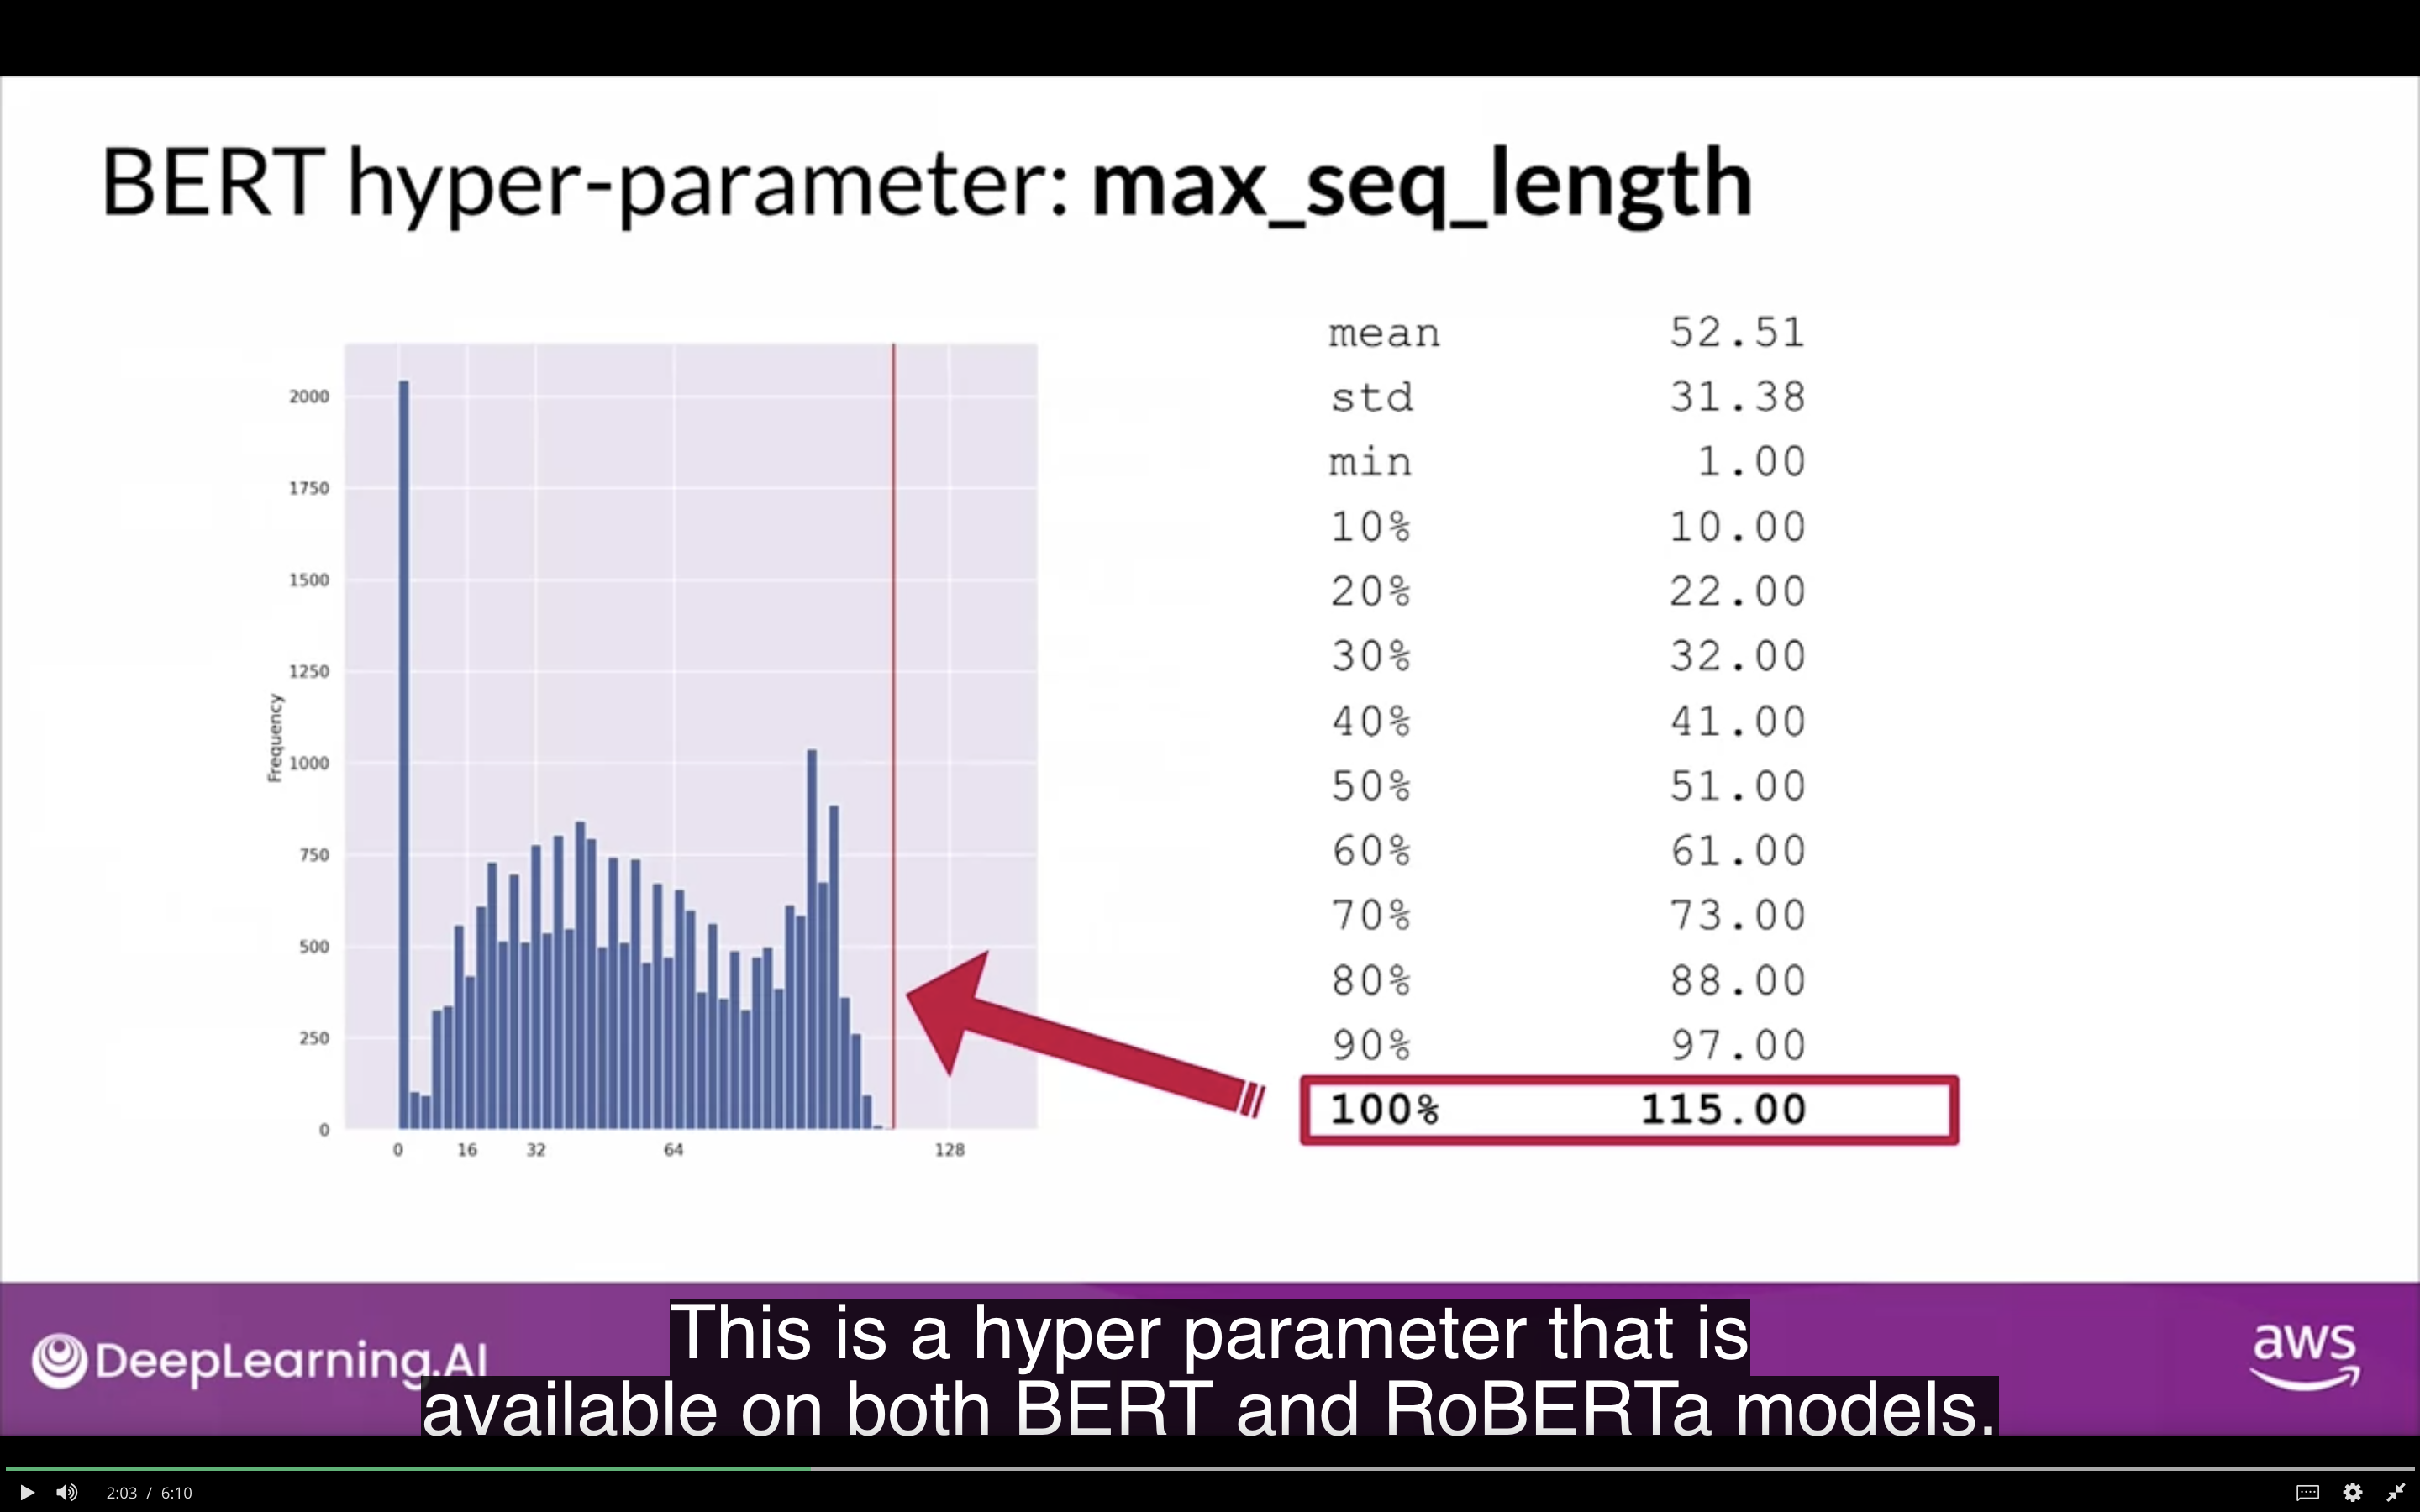 BERT hyper-parameter: max_seq_length
2000
1750
1500
1250
1000
750
500
250
0
Frequency
0 16 32 64 128
mean 52.51
std 31.38
min 1.00
10% 10.00
20% 22.00
30% 32.00
40% 41.00
50% 51.00
60% 61.00
70% 73.00
80% 88.00
90% 97.00
100% 115.00
DeepLearning.AI
aws
This is a hyper parameter that is
available on both BERT and RoBERTa models.
2:03 / 6:10